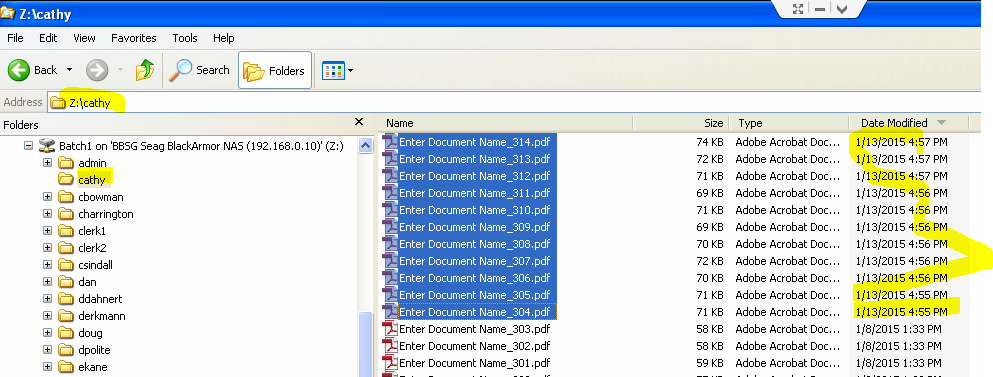 Z:\cathy
File Edit View Favorites Tools Help
Back Search Folders
Address Z:\cathy
Folders
Name Size Type Date Modified
Batch1 on 'BBSG Seag BlackArmor NAS (192.168.0.10)' (Z:)
admin
cathy
cbowman
charrington
clerk1
clerk2
csindall
dan
ddahnert
derkmann
doug
dpolite
ekane
Enter Document Name_314.pdf 74 KB Adobe Acrobat Doc... 1/13/2015 4:57 PM
Enter Document Name_313.pdf 72 KB Adobe Acrobat Doc... 1/13/2015 4:57 PM
Enter Document Name_312.pdf 71 KB Adobe Acrobat Doc... 1/13/2015 4:57 PM
Enter Document Name_311.pdf 69 KB Adobe Acrobat Doc... 1/13/2015 4:56 PM
Enter Document Name_310.pdf 71 KB Adobe Acrobat Doc... 1/13/2015 4:56 PM
Enter Document Name_309.pdf 69 KB Adobe Acrobat Doc... 1/13/2015 4:56 PM
Enter Document Name_308.pdf 70 KB Adobe Acrobat Doc... 1/13/2015 4:56 PM
Enter Document Name_307.pdf 72 KB Adobe Acrobat Doc... 1/13/2015 4:56 PM
Enter Document Name_306.pdf 70 KB Adobe Acrobat Doc... 1/13/2015 4:56 PM
Enter Document Name_305.pdf 71 KB Adobe Acrobat Doc... 1/13/2015 4:55 PM
Enter Document Name_304.pdf 71 KB Adobe Acrobat Doc... 1/13/2015 4:55 PM
Enter Document Name_303.pdf 58 KB Adobe Acrobat Doc... 1/8/2015 1:33 PM
Enter Document Name_302.pdf 58 KB Adobe Acrobat Doc... 1/8/2015 1:33 PM
Enter Document Name_301.pdf 59 KB Adobe Acrobat Doc... 1/8/2015 1:33 PM